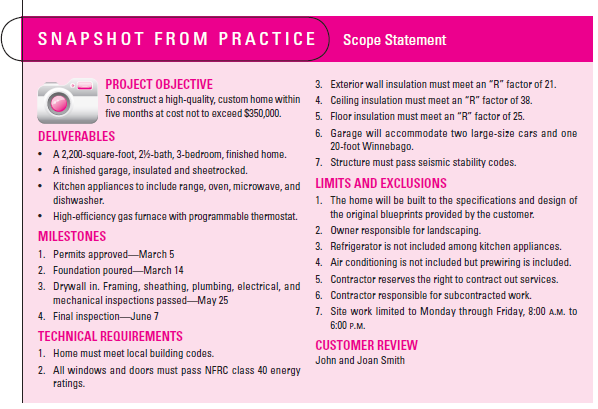 SNAPSHOT FROM PRACTICE
Scope Statement
PROJECT OBJECTIVE
To construct a high-quality, custom home within
five months at cost not to exceed $350,000.
DELIVERABLES
• A 2,200-square-foot, 2½-bath, 3-bedroom, finished home.
• A finished garage, insulated and sheetrocked.
• Kitchen appliances to include range, oven, microwave, and
dishwasher.
• High-efficiency gas furnace with programmable thermostat.
MILESTONES
1. Permits approved—March 5
2. Foundation poured—March 14
3. Drywall in. Framing, sheathing, plumbing, electrical, and
mechanical inspections passed—May 25
4. Final inspection—June 7
TECHNICAL REQUIREMENTS
1. Home must meet local building codes.
2. All windows and doors must pass NFRC class 40 energy
ratings.
3. Exterior wall insulation must meet an “R” factor of 21.
4. Ceiling insulation must meet an “R” factor of 38.
5. Floor insulation must meet an “R” factor of 25.
6. Garage will accommodate two large-size cars and one
20-foot Winnebago.
7. Structure must pass seismic stability codes.
LIMITS AND EXCLUSIONS
1. The home will be built to the specifications and design of
the original blueprints provided by the customer.
2. Owner responsible for landscaping.
3. Refrigerator is not included among kitchen appliances.
4. Air conditioning is not included but prewiring is included.
5. Contractor reserves the right to contract out services.
6. Contractor responsible for subcontracted work.
7. Site work limited to Monday through Friday, 8:00 A.M. to
6:00 P.M.
CUSTOMER REVIEW
John and Joan Smith